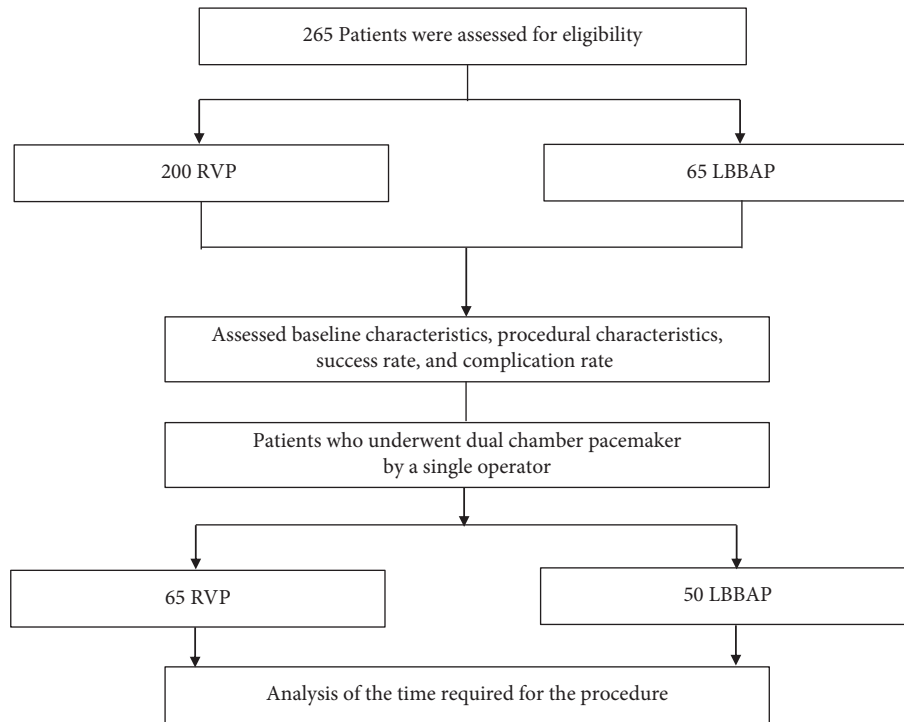 265 Patients were assessed for eligibility
200 RVP
65 LBBAP
Assessed baseline characteristics, procedural characteristics,
success rate, and complication rate
Patients who underwent dual chamber pacemaker
by a single operator
65 RVP
50 LBBAP
Analysis of the time required for the procedure